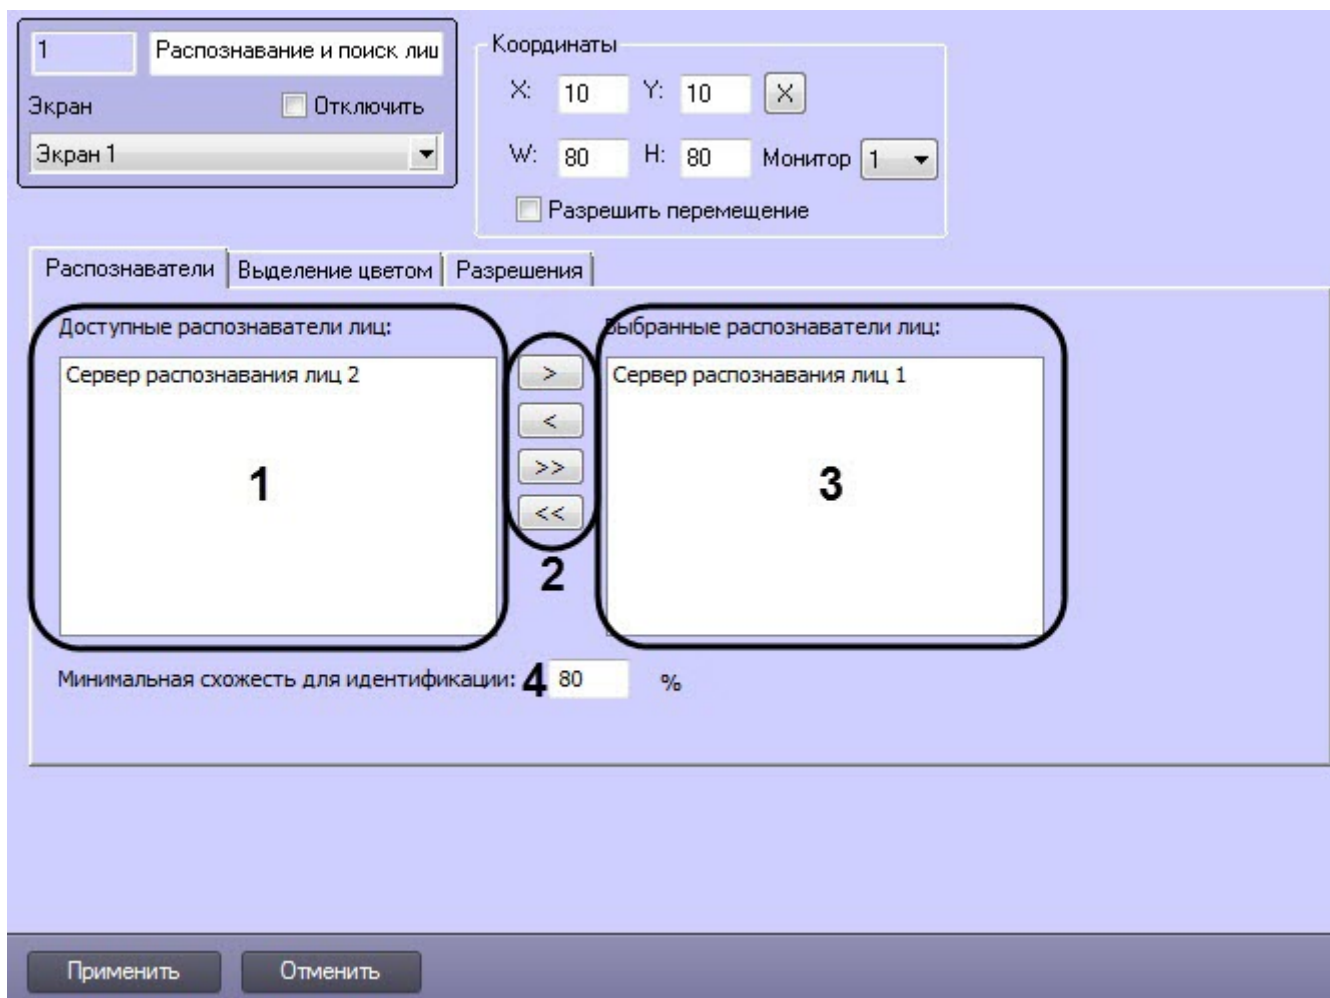 1 Распознавание и поиск лиц
Экран Отключить
Экран 1
Координаты
X: 10 Y: 10 X
W: 80 H: 80 Монитор 1
Разрешить перемещение
Распознаватели Выделение цветом Разрешения
Доступные распознаватели лиц: Выбранные распознаватели лиц:
Сервер распознавания лиц 2 > Сервер распознавания лиц 1
<
>>
1 3
<<
2
Минимальная схожесть для идентификации: 4 80 %
Применить Отменить